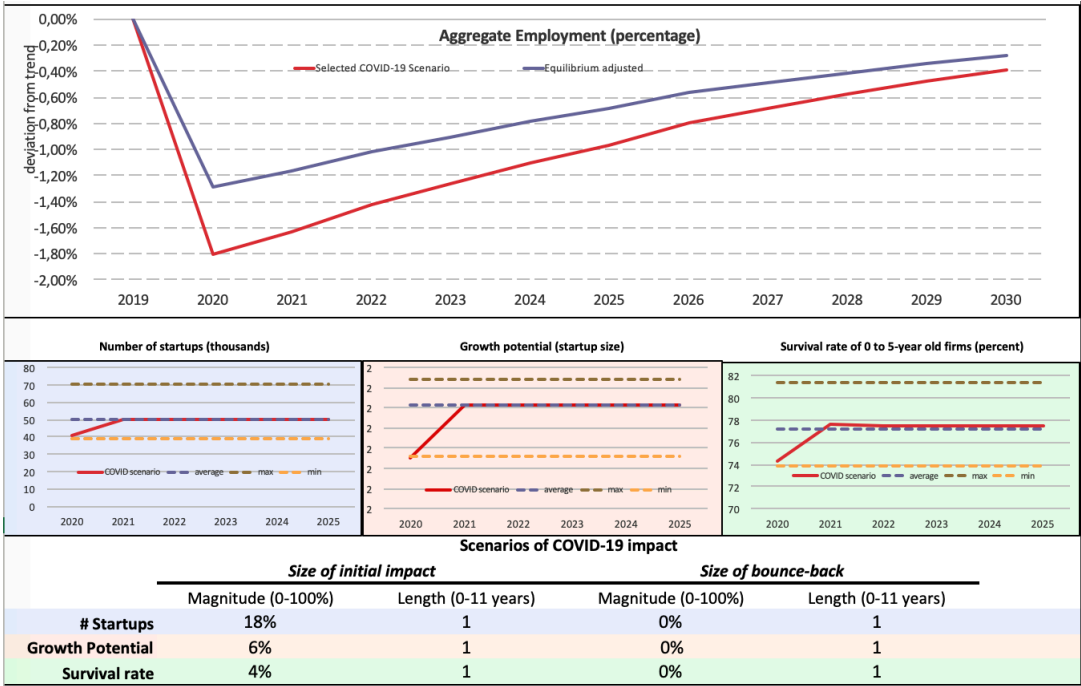 Aggregate Employment (percentage)
Selected COVID-19 Scenario Equilibrium adjusted
deviation from trend
0,00%
-0,20%
-0,40%
-0,60%
-0,80%
-1,00%
-1,20%
-1,40%
-1,60%
-1,80%
-2,00%
2019 2020 2021 2022 2023 2024 2025 2026 2027 2028 2029 2030
Number of startups (thousands)
80
70
60
50
40
30
20
10
0
COVID scenario average max min
2020 2021 2022 2023 2024 2025
Growth potential (startup size)
2
2
2
2
2
2
2
2
COVID scenario average max min
2020 2021 2022 2023 2024 2025
Survival rate of 0 to 5-year old firms (percent)
82
80
78
76
74
72
70
COVID scenario average max min
2020 2021 2022 2023 2024 2025
Scenarios of COVID-19 impact
Size of initial impact Size of bounce-back
Magnitude (0-100%) Length (0-11 years) Magnitude (0-100%) Length (0-11 years)
# Startups 18% 1 0% 1
Growth Potential 6% 1 0% 1
Survival rate 4% 1 0% 1